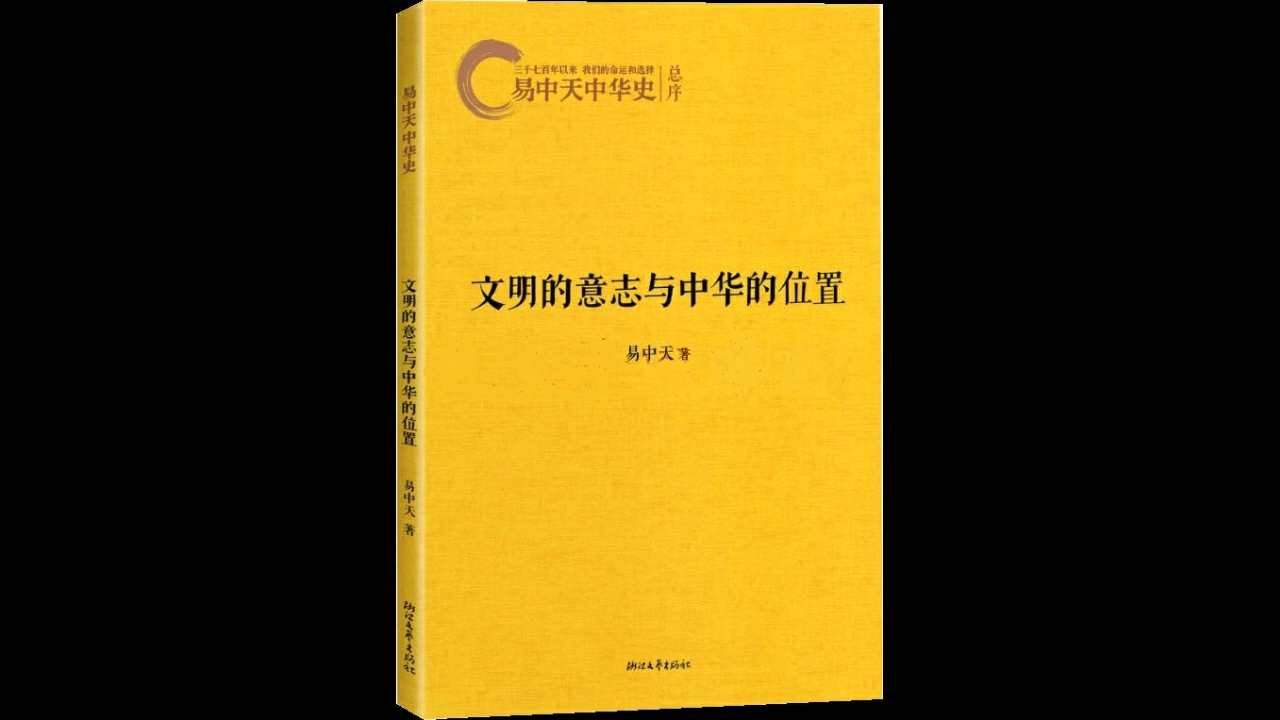 三千七百年以来 我们的命运和选择
易中天中华史
总序
文明的意志与中华的位置
易中天 著
浙江文艺出版社
易中天中华史
文明的意志与中华的位置
易中天 著
浙江文艺出版社